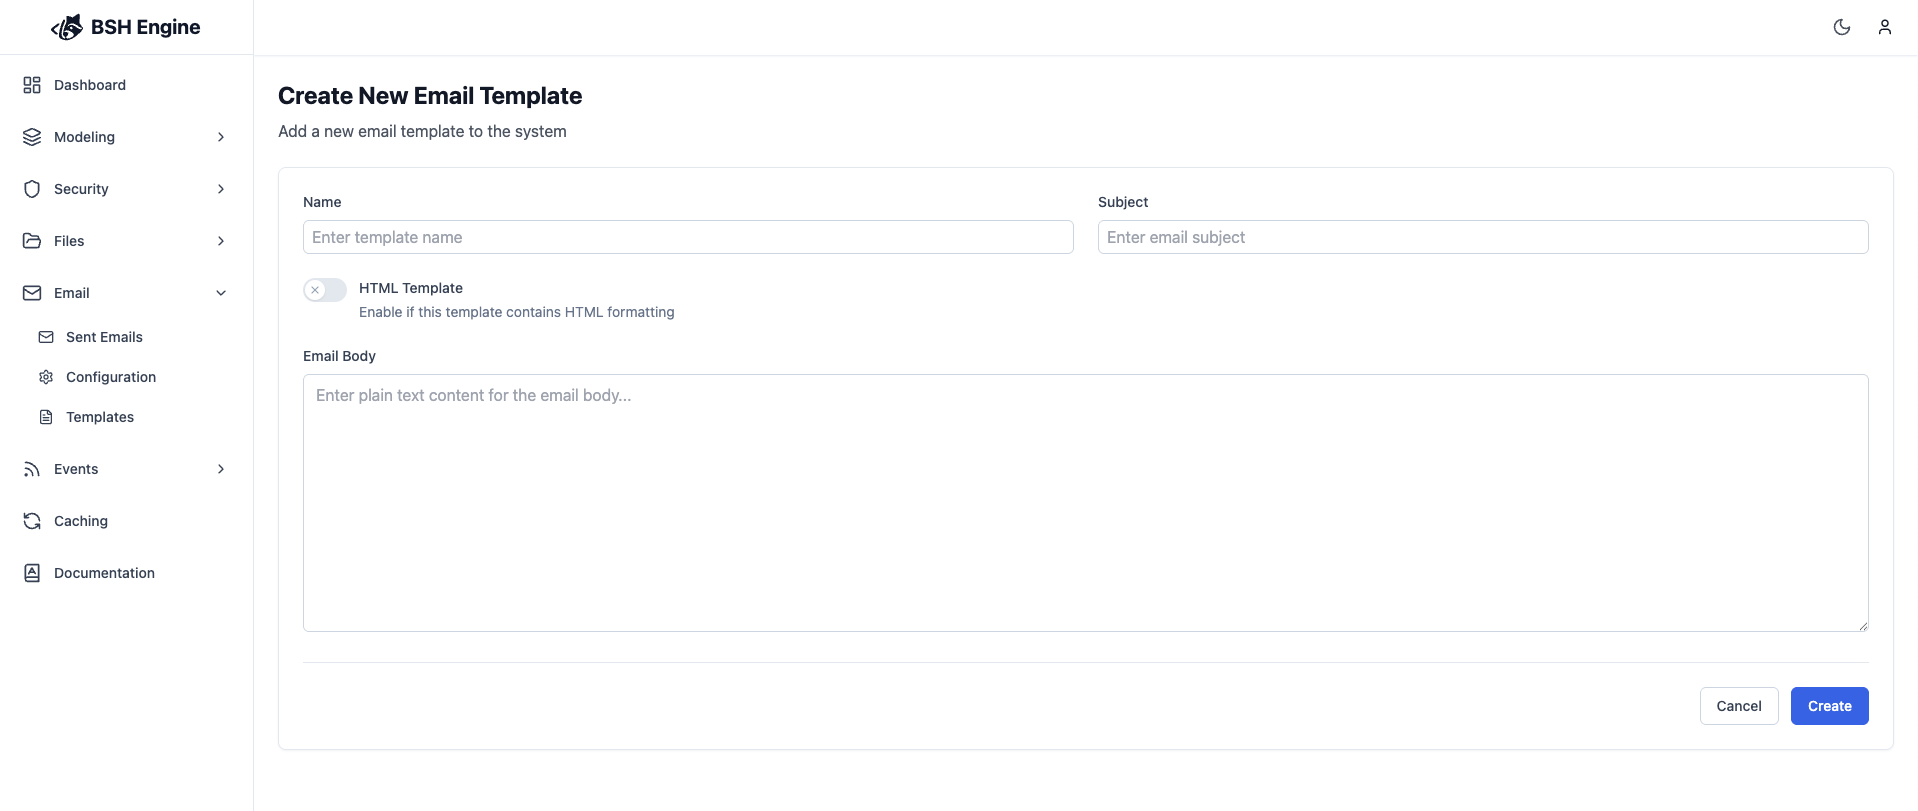 BSH Engine
Dashboard
Modeling
Security
Files
Email
Sent Emails
Configuration
Templates
Events
Caching
Documentation
Create New Email Template
Add a new email template to the system
Name
Enter template name
Subject
Enter email subject
HTML Template
Enable if this template contains HTML formatting
Email Body
Enter plain text content for the email body...
Cancel
Create